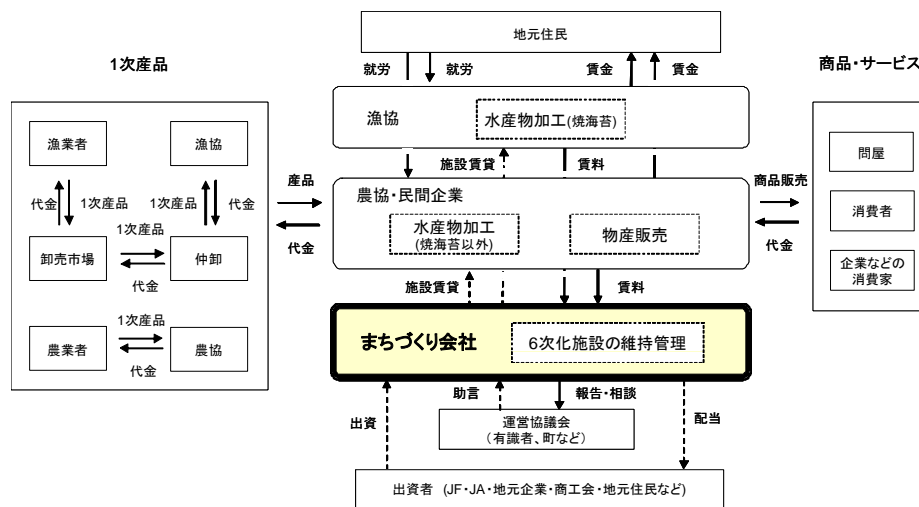 地元住民
1次産品
商品・サービス
就労
就労
賃金
賃金
漁協
水産物加工(焼海苔)
漁業者
漁協
問屋
施設賃貸
賃料
産品
商品販売
代金
1次産品
1次産品
代金
農協・民間企業
1次産品
水産物加工
(焼海苔以外)
物産販売
消費者
卸売市場
仲卸
代金
代金
代金
企業などの
消費家
施設賃貸
賃料
1次産品
まちづくり会社
6次化施設の維持管理
農業者
農協
代金
助言
報告・相談
出資
配当
運営協議会
(有識者、町など)
出資者 (JF・JA・地元企業・商工会・地元住民など)